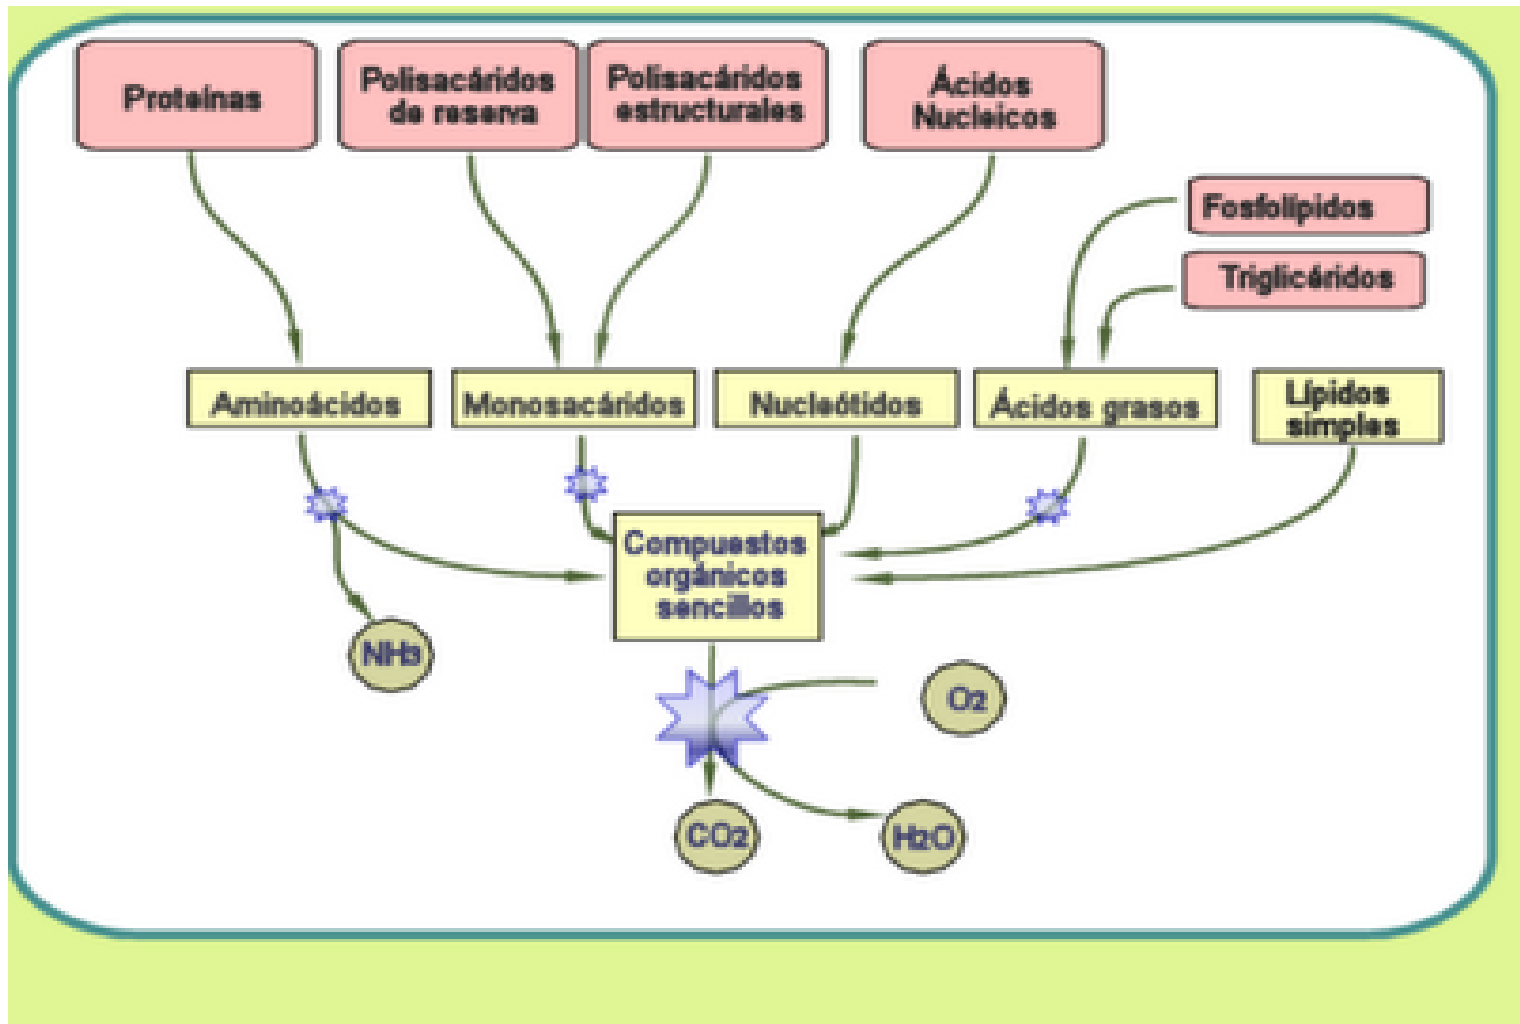 Proteínas
Polisacáridos
de reserva
Polisacáridos
estructurales
Ácidos
Nucleicos
Fosfolípidos
Triglicéridos
Aminoácidos
Monosacáridos
Nucleótidos
Ácidos grasos
Lípidos
simples
Compuestos
orgánicos
sencillos
NH3
O2
CO2
H2O